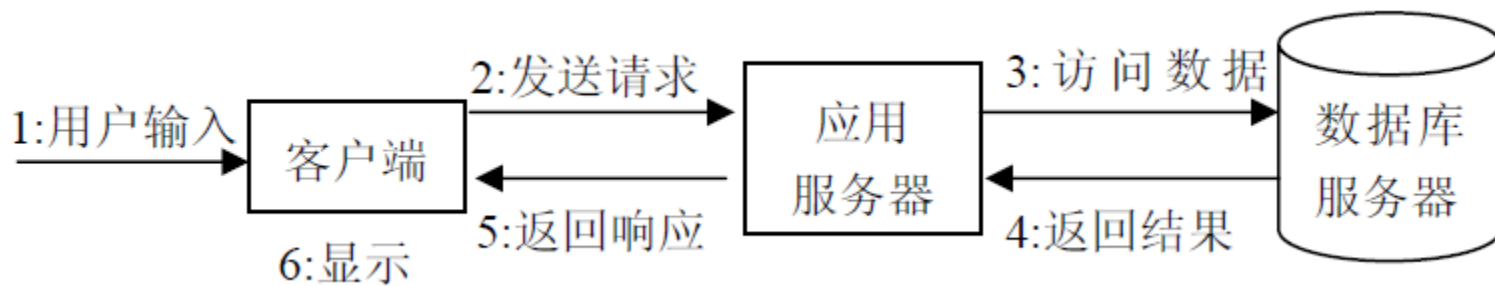 1:用户输入
客户端
2:发送请求
5:返回响应
6:显示
应用
服务器
3:访问数据
4:返回结果
数据库
服务器